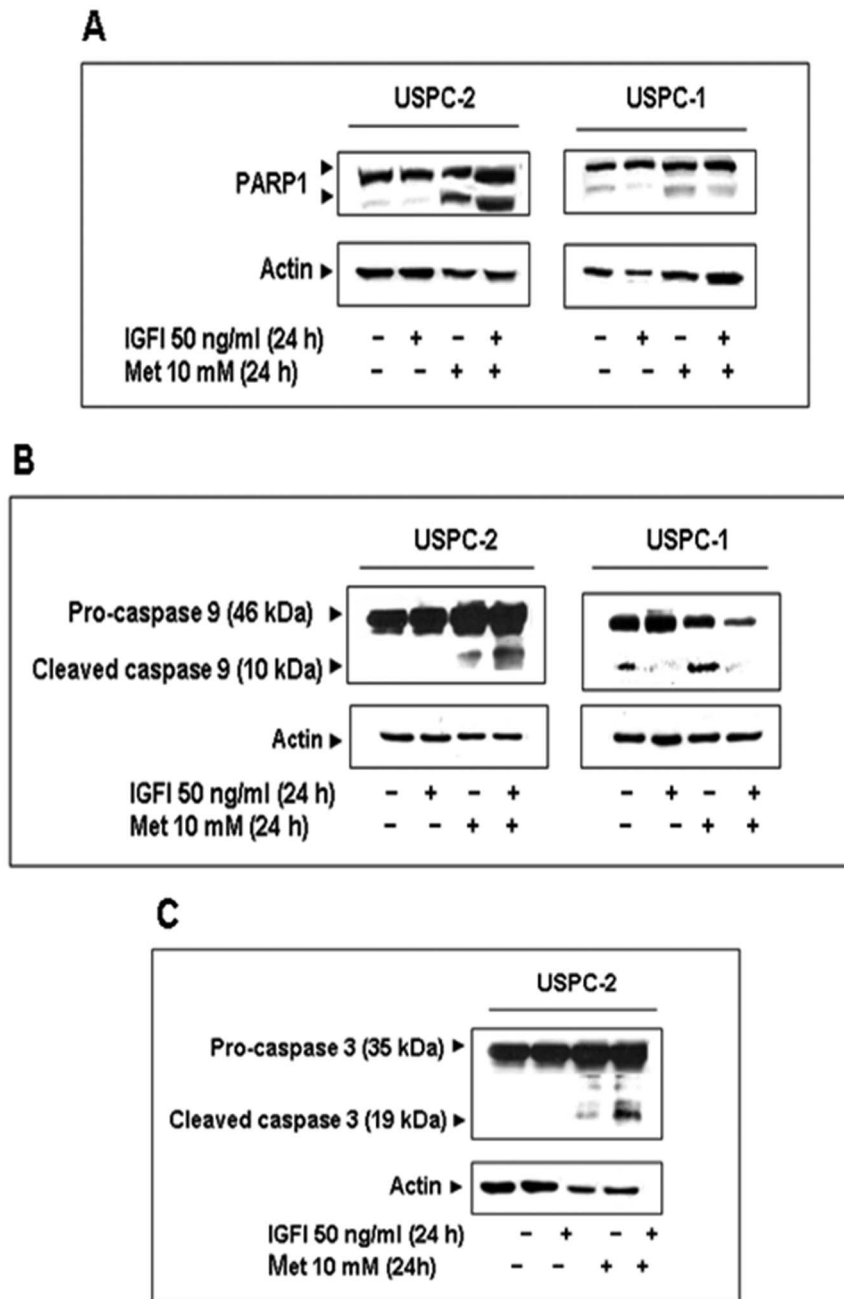 A
USPC-2 USPC-1
PARP1
Actin
IGFI 50 ng/ml (24 h) - + - + - + - +
Met 10 mM (24 h) - - + + - - + +
B
USPC-2 USPC-1
Pro-caspase 9 (46 kDa)
Cleaved caspase 9 (10 kDa)
Actin
IGFI 50 ng/ml (24 h) - + - + - + - +
Met 10 mM (24 h) - - + + - - + +
C
USPC-2
Pro-caspase 3 (35 kDa)
Cleaved caspase 3 (19 kDa)
Actin
IGFI 50 ng/ml (24 h) - + - +
Met 10 mM (24h) - - + +